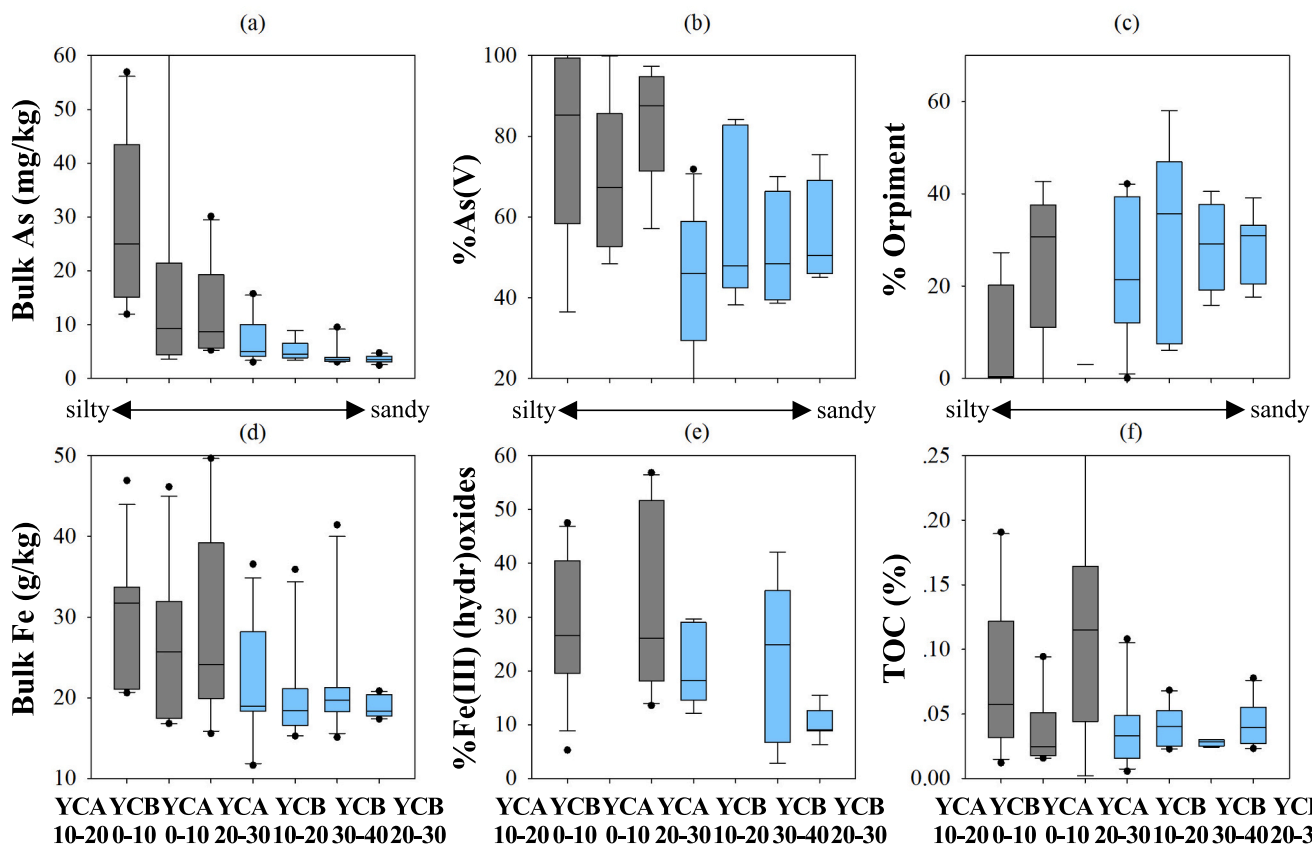 (a)
(b)
(c)
Bulk As (mg/kg)
60
50
40
30
20
10
0
%As(V)
100
80
60
40
20
% Orpiment
60
40
20
0
silty sandy
silty sandy
silty sandy
(d)
(e)
(f)
Bulk Fe (g/kg)
50
40
30
20
10
%Fe(III) (hydr)oxides
60
50
40
30
20
10
0
TOC (%)
.25
.20
.15
.10
0.05
0.00
YCA YCB YCA YCA YCB YCB YCB
10-20 0-10 0-10 20-30 10-20 30-40 20-30
YCA YCB YCA YCA YCB YCB YCB
10-20 0-10 0-10 20-30 10-20 30-40 20-30
YCA YCB YCA YCA YCB YCB YCB
10-20 0-10 0-10 20-30 10-20 30-40 20-3